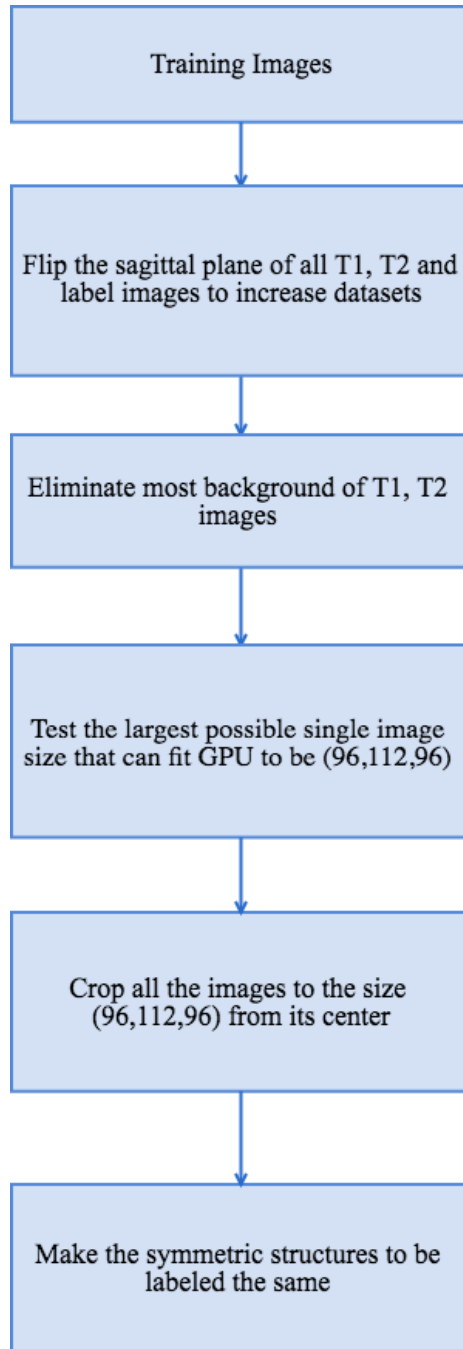 Training Images
Flip the sagittal plane of all T1, T2 and
label images to increase datasets
Eliminate most background of T1, T2
images
Test the largest possible single image
size that can fit GPU to be (96,112,96)
Crop all the images to the size
(96,112,96) from its center
Make the symmetric structures to be
labeled the same